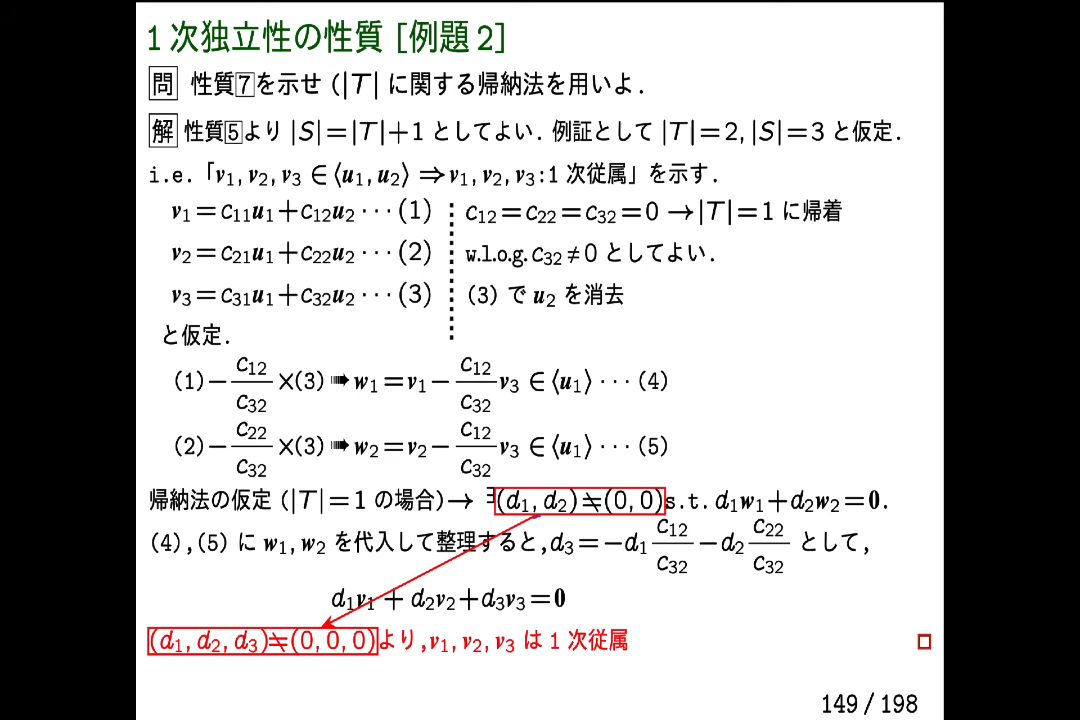 1次独立性の性質 [例題2]
問 性質7を示せ (|T| に関する帰納法を用いよ.
解 性質5より |S|=|T|+1 としてよい. 例証として |T|=2, |S|=3 と仮定.
i.e.「v₁, v₂, v₃ ∈ ⟨u₁, u₂⟩ ⇒ v₁, v₂, v₃:1 次従属」を示す.
v₁=c₁₁u₁+c₁₂u₂ ⋯ (1)
c₁₂=c₂₂=c₃₂=0 →|T|=1 に帰着
v₂=c₂₁u₁+c₂₂u₂ ⋯ (2)
w.l.o.g. c₃₂≠0 としてよい.
v₃=c₃₁u₁+c₃₂u₂ ⋯ (3)
(3) で u₂ を消去
と仮定.
(1)−c₁₂/c₃₂×(3) ➠ w₁=v₁−c₁₂/c₃₂ v₃ ∈ ⟨u₁⟩ ⋯ (4)
(2)−c₂₂/c₃₂×(3) ➠ w₂=v₂−c₁₂/c₃₂ v₃ ∈ ⟨u₁⟩ ⋯ (5)
帰納法の仮定 (|T|=1 の場合)→ ∃(d₁, d₂)≒̸(0, 0)s.t. d₁w₁+d₂w₂=0.
(4),(5) に w₁, w₂ を代入して整理すると, d₃=−d₁ c₁₂/c₃₂−d₂ c₂₂/c₃₂ として,
d₁v₁+d₂v₂+d₃v₃=0
(d₁, d₂, d₃)≒̸(0, 0, 0)より, v₁, v₂, v₃ は 1 次従属 □
149 / 198